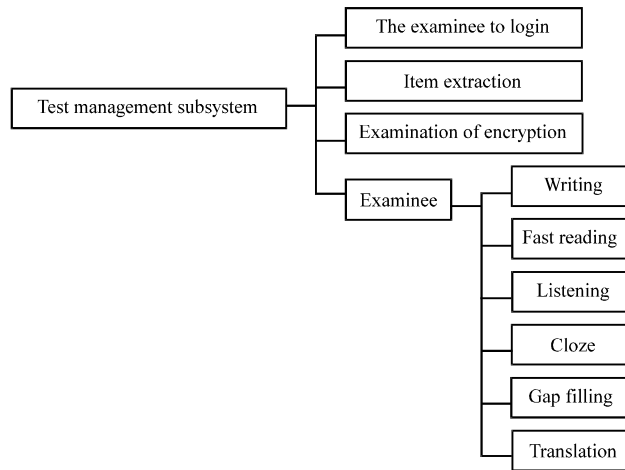 The examinee to login
Item extraction
Test management subsystem
Examination of encryption
Examinee
Writing
Fast reading
Listening
Cloze
Gap filling
Translation